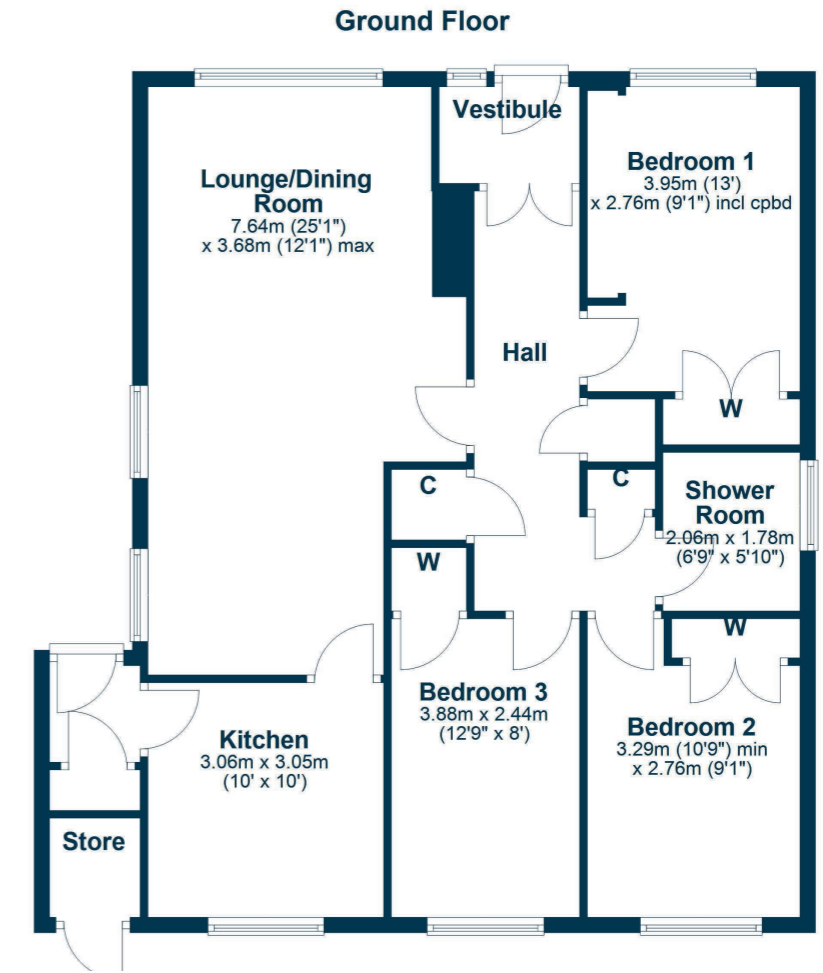 Ground Floor
Vestibule
Lounge/Dining
Room
7.64m (25'1")
x 3.68m (12'1") max
Bedroom 1
3.95m (13')
x 2.76m (9'1") incl cpbd
Hall
W
C
C
Shower
Room
2.06m x 1.78m
(6'9" x 5'10")
W
W
Bedroom 3
3.88m x 2.44m
(12'9" x 8')
Bedroom 2
3.29m (10'9") min
x 2.76m (9'1")
Kitchen
3.06m x 3.05m
(10' x 10')
Store